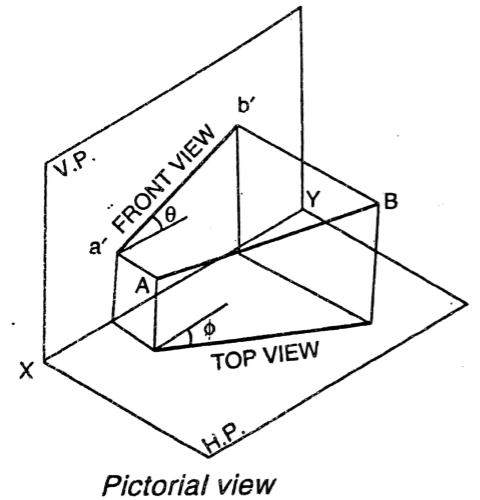 b′
V.P.
FRONT VIEW
θ
Y
B
a′
A
ϕ
TOP VIEW
X
H.P.
Pictorial view